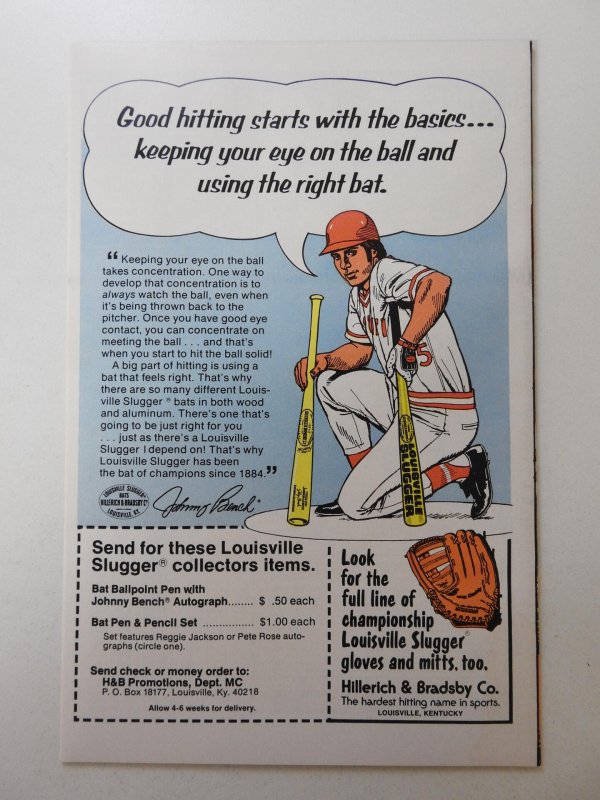 Good hitting starts with the basics...
keeping your eye on the ball and
using the right bat.
“Keeping your eye on the ball
takes concentration. One way to
develop that concentration is to
always watch the ball, even when
it's being thrown back to the
pitcher. Once you have good eye
contact, you can concentrate on
meeting the ball . . . and that's
when you start to hit the ball solid!
A big part of hitting is using a
bat that feels right. That's why
there are so many different Louis-
ville Slugger® bats in both wood
and aluminum. There's one that's
going to be just right for you
. . . just as there's a Louisville
Slugger I depend on! That's why
Louisville Slugger has been
the bat of champions since 1884.”
LOUISVILLE SLUGGER
BATS
HILLERICH & BRADSBY Co
LOUISVILLE, KY.
Johnny Bench
5
LOUISVILLE
SLUGGER
Send for these Louisville
Slugger® collectors items.
Bat Ballpoint Pen with
Johnny Bench® Autograph........ $ .50 each
Bat Pen & Pencil Set ................ $1.00 each
Set features Reggie Jackson or Pete Rose auto-
graphs (circle one).
Send check or money order to:
H&B Promotions, Dept. MC
P. O. Box 18177, Louisville, Ky. 40218
Allow 4-6 weeks for delivery.
Look
for the
full line of
championship
Louisville Slugger®
gloves and mitts, too.
Hillerich & Bradsby Co.
The hardest hitting name in sports.
LOUISVILLE, KENTUCKY